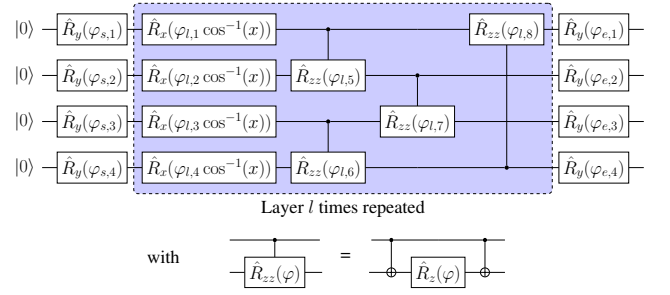 |0⟩ R̂y(φs,1) R̂x(φl,1 cos⁻¹(x)) R̂zz(φl,8) R̂y(φe,1)
|0⟩ R̂y(φs,2) R̂x(φl,2 cos⁻¹(x)) R̂zz(φl,5) R̂y(φe,2)
|0⟩ R̂y(φs,3) R̂x(φl,3 cos⁻¹(x)) R̂zz(φl,7) R̂y(φe,3)
|0⟩ R̂y(φs,4) R̂x(φl,4 cos⁻¹(x)) R̂zz(φl,6) R̂y(φe,4)
Layer l times repeated
with R̂zz(φ) = R̂z(φ)